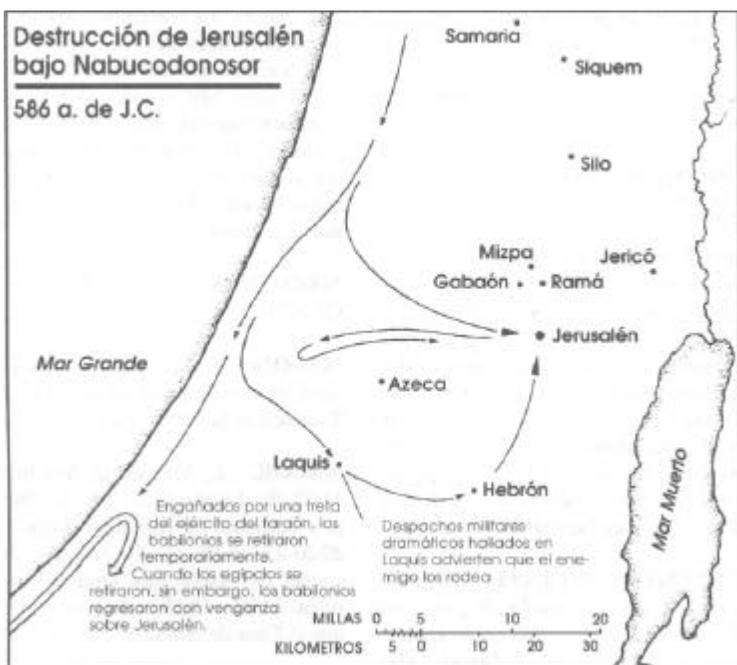 Destrucción de Jerusalén
bajo Nabucodonosor
586 a. de J.C.
Samaria
Siquem
Silo
Mizpa
Jericó
Gabaón
Ramá
Jerusalén
Mar Grande
Azeca
Laquis
Hebrón
Mar Muerto
Engañados por una treta
del ejército del faraón, los
babilonios se retiraron
temporariamente.
Cuando los egipcios se
retiraron, sin embargo, los babilonios
regresaron con venganza
sobre Jerusalén.
Despachos militares
dramáticos hallados en
Laquis advierten que el ene-
migo los rodea
MILLAS 0 10 20
KILOMETROS 5 0 10 20 30